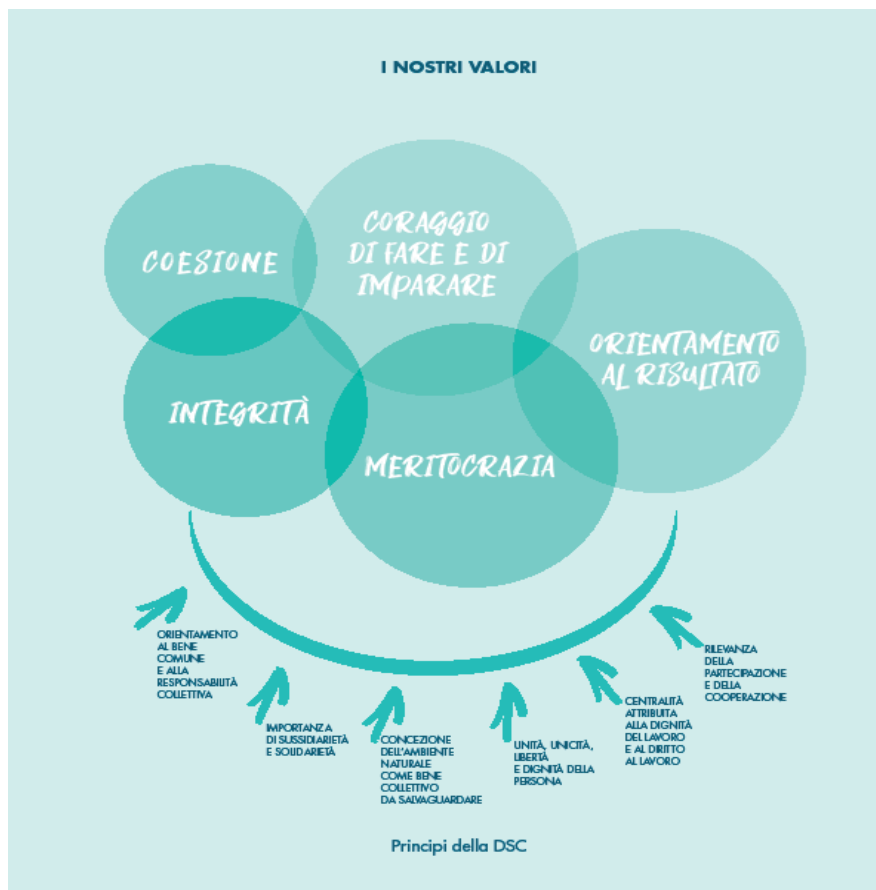 I NOSTRI VALORI
COESIONE
CORAGGIO
DI FARE E DI
IMPARARE
ORIENTAMENTO
AL RISULTATO
INTEGRITÀ
MERITOCRAZIA
ORIENTAMENTO
AL BENE
COMUNE
E ALLA
RESPONSABILITÀ
COLLETTIVA
IMPORTANZA
DI SUSSIDIARIETÀ
E SOLIDARIETÀ
CONCEZIONE
DELL'AMBIENTE
NATURALE
COME BENE
COLLETTIVO
DA SALVAGUARDARE
UNITÀ, UNICITÀ,
LIBERTÀ
E DIGNITÀ DELLA
PERSONA
CENTRALITÀ
ATTRIBUITA
ALLA DIGNITÀ
DEL LAVORO
E AL DIRITTO
AL LAVORO
RILEVANZA
DELLA
PARTECIPAZIONE
E DELLA
COOPERAZIONE
Principi della DSC